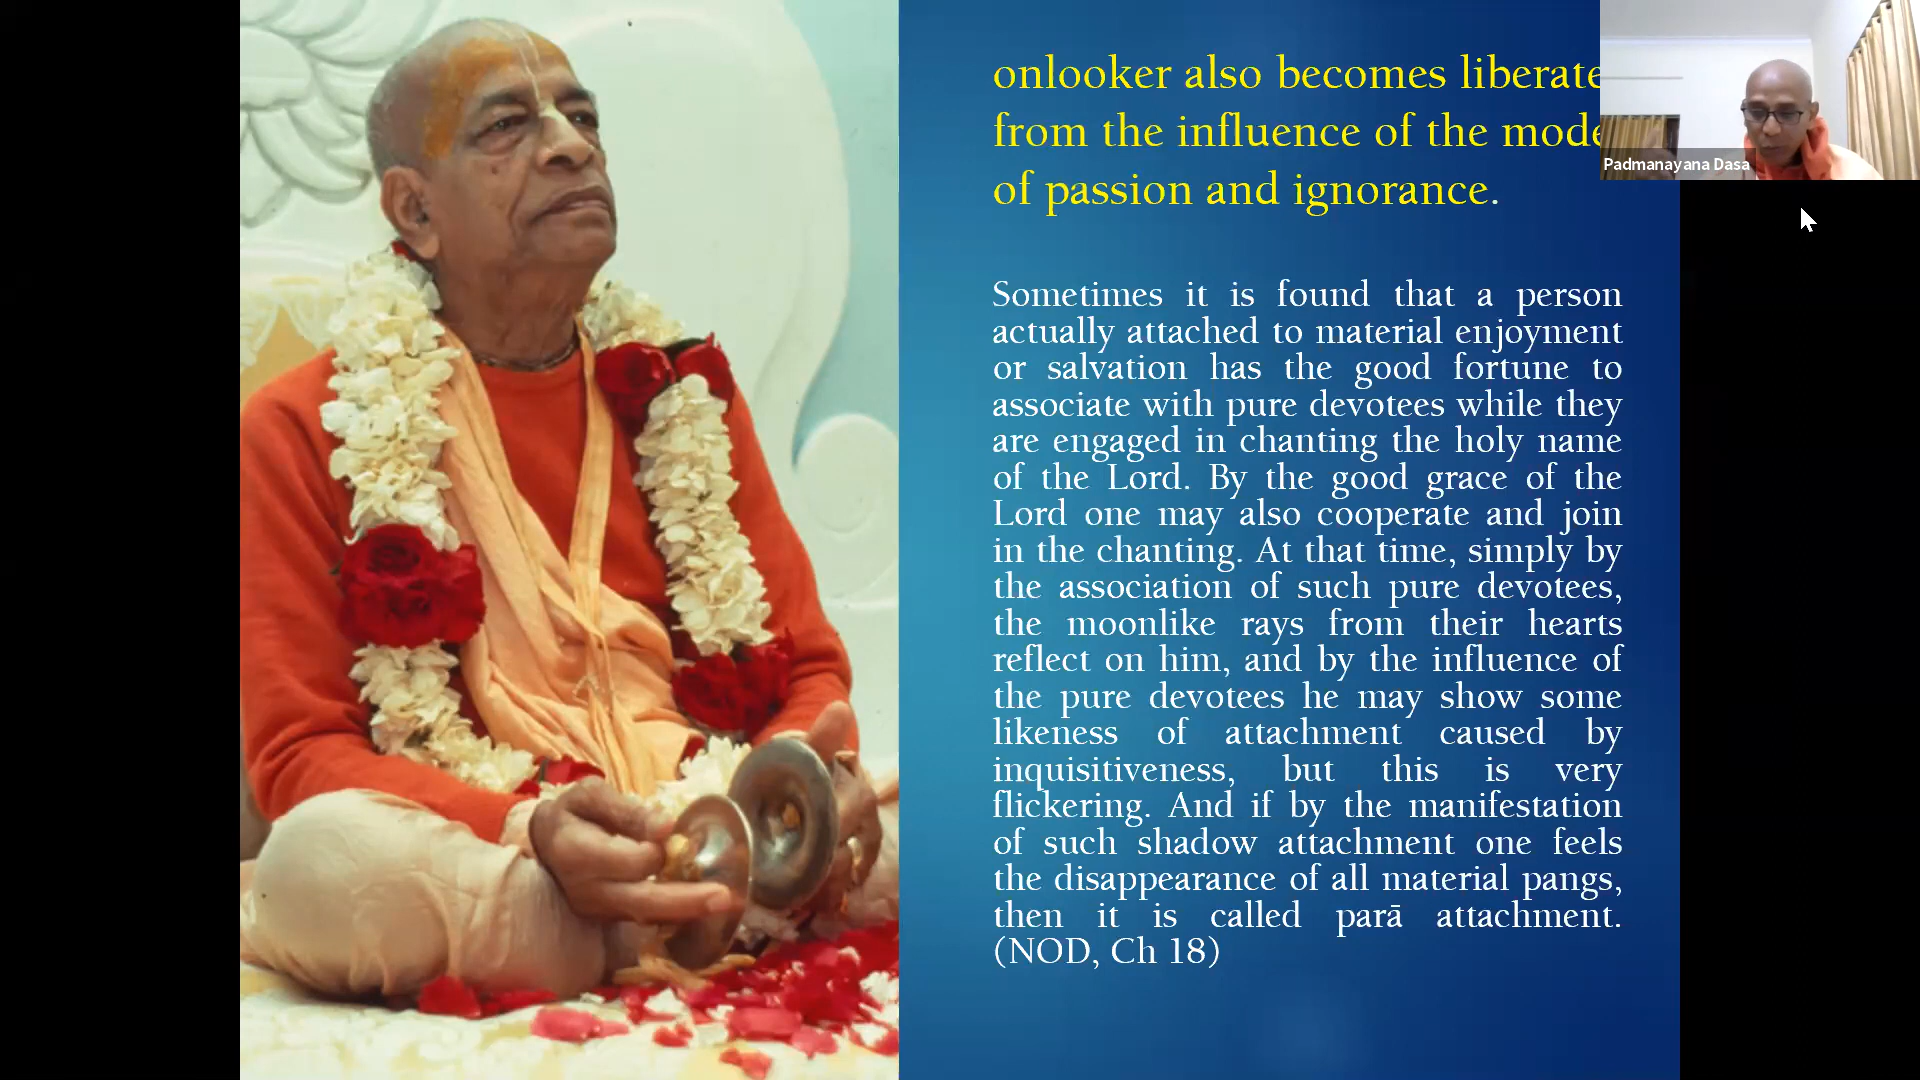 onlooker also becomes liberate
from the influence of the mode
of passion and ignorance.
Padmanayana Dasa
Sometimes it is found that a person
actually attached to material enjoyment
or salvation has the good fortune to
associate with pure devotees while they
are engaged in chanting the holy name
of the Lord. By the good grace of the
Lord one may also cooperate and join
in the chanting. At that time, simply by
the association of such pure devotees,
the moonlike rays from their hearts
reflect on him, and by the influence of
the pure devotees he may show some
likeness of attachment caused by
inquisitiveness, but this is very
flickering. And if by the manifestation
of such shadow attachment one feels
the disappearance of all material pangs,
then it is called parā attachment.
(NOD, Ch 18)